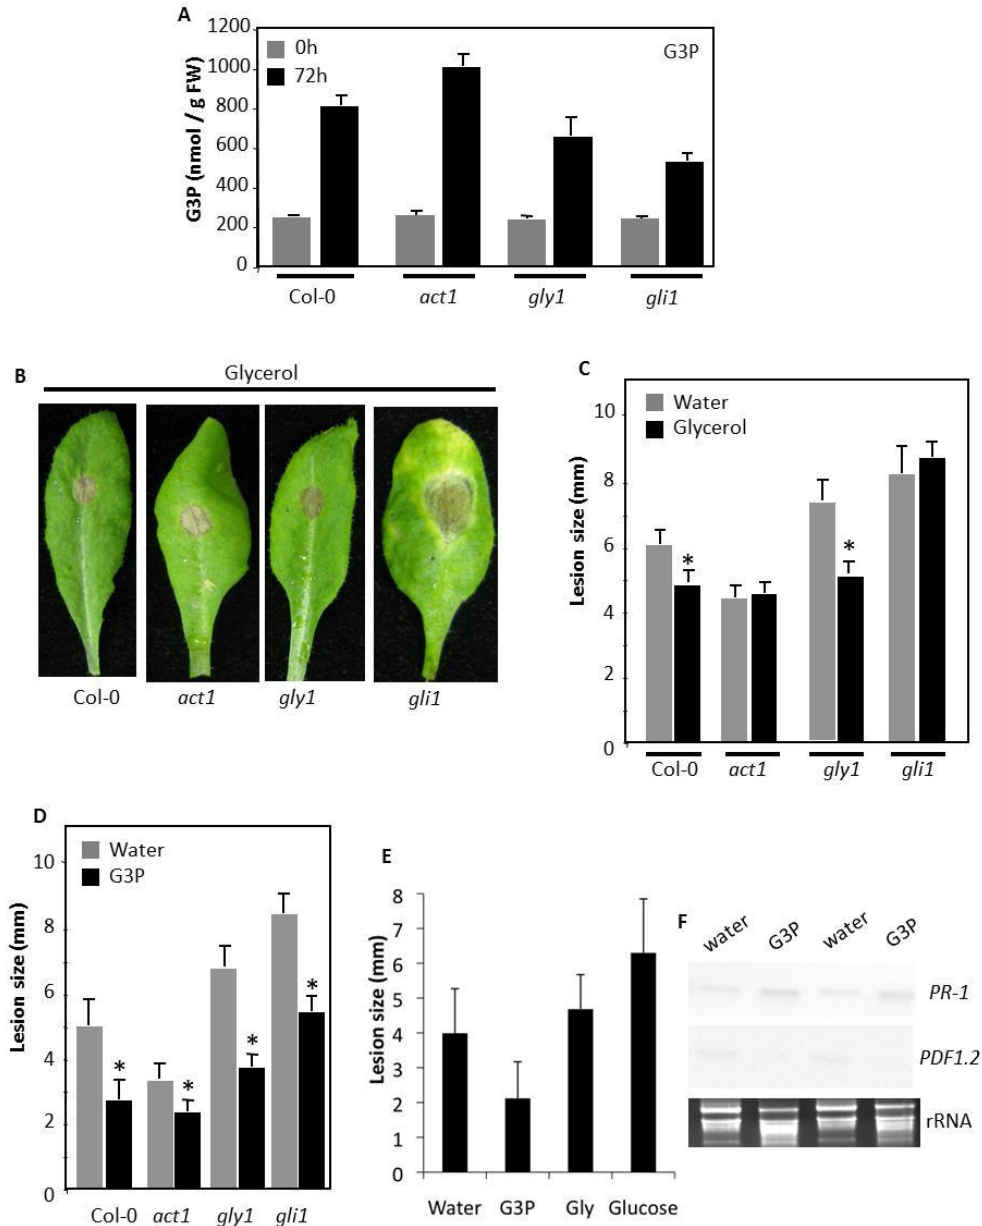 A
G3P (nmol / g FW)
1200
1000
800
600
400
200
0
0h
72h
G3P
Col-0 act1 gly1 gli1
B
Glycerol
Col-0 act1 gly1 gli1
C
Lesion size (mm)
10
8
6
4
2
0
Water
Glycerol
* *
Col-0 act1 gly1 gli1
D
Lesion size (mm)
10
8
6
4
2
0
Water
G3P
* * * *
Col-0 act1 gly1 gli1
E
Lesion size (mm)
8
7
6
5
4
3
2
1
0
Water G3P Gly Glucose
F
water G3P water G3P
PR-1
PDF1.2
rRNA